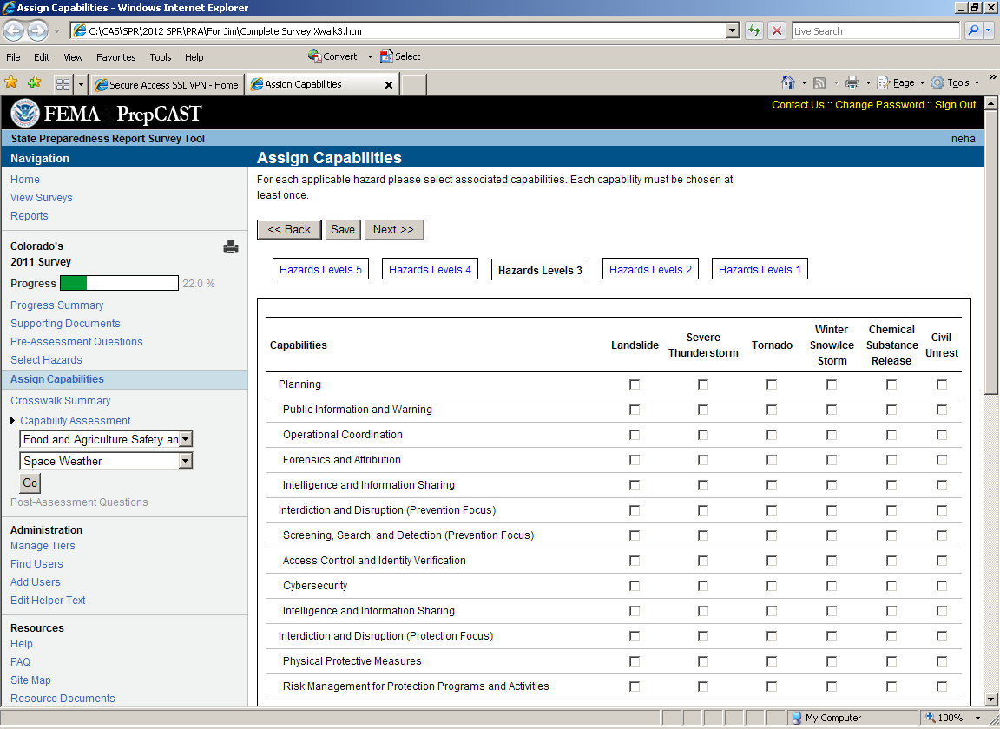 Assign Capabilities - Windows Internet Explorer
C:\CAS\SPR\2012 SPR\PRA\For Jim\Complete Survey Xwalk3.htm
Live Search
File Edit View Favorites Tools Help
Convert Select
Secure Access SSL VPN - Home
Assign Capabilities
Page Tools
FEMA PrepCAST
Contact Us :: Change Password :: Sign Out
State Preparedness Report Survey Tool
neha
Navigation
Home
View Surveys
Reports
Colorado's
2011 Survey
Progress 22.0 %
Progress Summary
Supporting Documents
Pre-Assessment Questions
Select Hazards
Assign Capabilities
Crosswalk Summary
Capability Assessment
Food and Agriculture Safety an
Space Weather
Go
Post-Assessment Questions
Administration
Manage Tiers
Find Users
Add Users
Edit Helper Text
Resources
Help
FAQ
Site Map
Resource Documents
Assign Capabilities
For each applicable hazard please select associated capabilities. Each capability must be chosen at
least once.
<< Back Save Next >>
Hazards Levels 5 Hazards Levels 4 Hazards Levels 3 Hazards Levels 2 Hazards Levels 1
Capabilities
Landslide
Severe
Thunderstorm
Tornado
Winter
Snow/Ice
Storm
Chemical
Substance
Release
Civil
Unrest
Planning
Public Information and Warning
Operational Coordination
Forensics and Attribution
Intelligence and Information Sharing
Interdiction and Disruption (Prevention Focus)
Screening, Search, and Detection (Prevention Focus)
Access Control and Identity Verification
Cybersecurity
Intelligence and Information Sharing
Interdiction and Disruption (Protection Focus)
Physical Protective Measures
Risk Management for Protection Programs and Activities
My Computer
100%